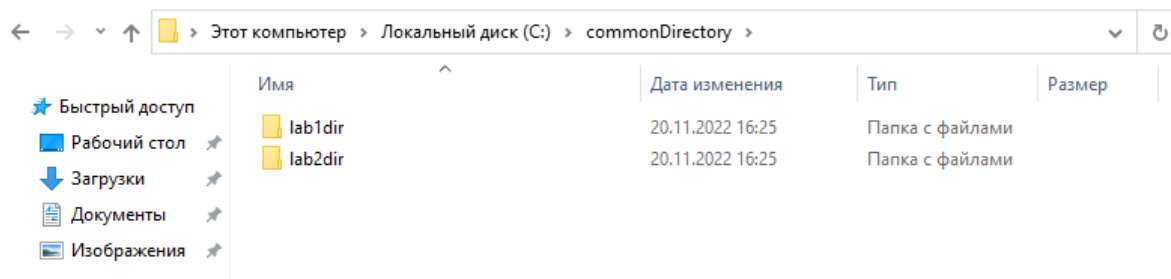 Этот компьютер > Локальный диск (C:) > commonDirectory >
Имя Дата изменения Тип Размер
Быстрый доступ
Рабочий стол
Загрузки
Документы
Изображения
lab1dir 20.11.2022 16:25 Папка с файлами
lab2dir 20.11.2022 16:25 Папка с файлами